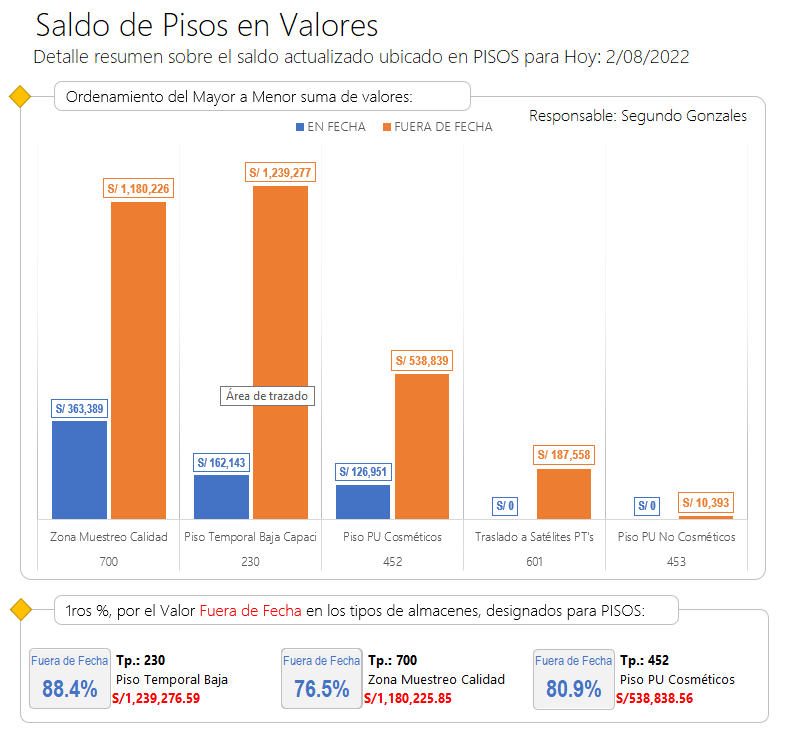 Saldo de Pisos en Valores
Detalle resumen sobre el saldo actualizado ubicado en PISOS para Hoy: 2/08/2022
Ordenamiento del Mayor a Menor suma de valores:
Responsable: Segundo Gonzales
EN FECHA FUERA DE FECHA
S/ 1,239,277
S/ 1,180,226
S/ 538,839
Área de trazado
S/ 363,389
S/ 187,558
S/ 162,143
S/ 126,951
S/ 0
S/ 0
S/ 10,393
Zona Muestreo Calidad Piso Temporal Baja Capaci Piso PU Cosméticos Traslado a Satélites PT's Piso PU No Cosméticos
700 230 452 601 453
1ros %, por el Valor Fuera de Fecha en los tipos de almacenes, designados para PISOS:
Fuera de Fecha
88.4%
Tp.: 230
Piso Temporal Baja
S/1,239,276.59
Fuera de Fecha
76.5%
Tp.: 700
Zona Muestreo Calidad
S/1,180,225.85
Fuera de Fecha
80.9%
Tp.: 452
Piso PU Cosméticos
S/538,838.56